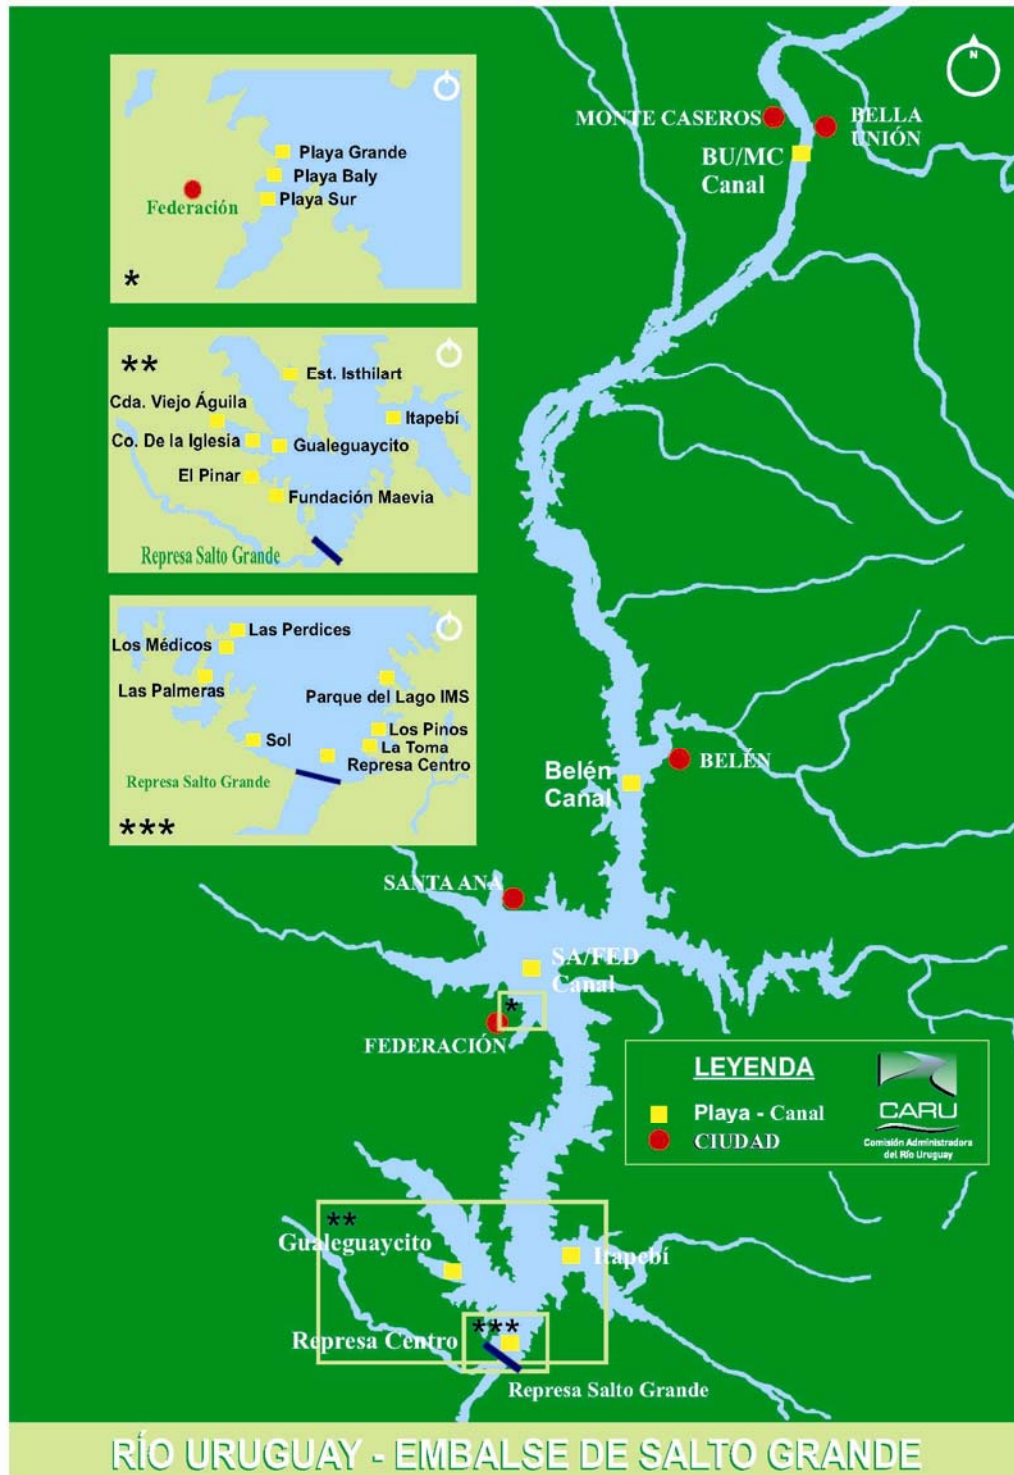 N
MONTE CASEROS
BELLA
UNIÓN
BU/MC
Canal
Playa Grande
Playa Baly
Playa Sur
Federación
*
**
Est. Isthilart
Cda. Viejo Águila
Itapebí
Co. De la Iglesia
Gualeguaycito
El Pinar
Fundación Maevia
Represa Salto Grande
Las Perdices
Los Médicos
Las Palmeras
Parque del Lago IMS
Los Pinos
Sol
La Toma
Represa Centro
Represa Salto Grande
***
BELÉN
Belén
Canal
SANTA ANA
SA/FED
Canal
*
FEDERACIÓN
LEYENDA
Playa - Canal
CIUDAD
CARU
Comisión Administradora
del Río Uruguay
**
Gualeguaycito
Itapebí
***
Represa Centro
Represa Salto Grande
RÍO URUGUAY - EMBALSE DE SALTO GRANDE